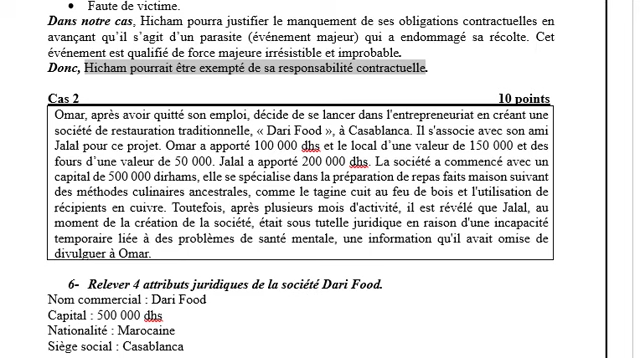 • Faute de victime.
Dans notre cas, Hicham pourra justifier le manquement de ses obligations contractuelles en
avançant qu’il s’agit d’un parasite (événement majeur) qui a endommagé sa récolte. Cet
événement est qualifié de force majeure irrésistible et improbable.
Donc, Hicham pourrait être exempté de sa responsabilité contractuelle.
Cas 2 10 points
Omar, après avoir quitté son emploi, décide de se lancer dans l'entrepreneuriat en créant une
société de restauration traditionnelle, « Dari Food », à Casablanca. Il s'associe avec son ami
Jalal pour ce projet. Omar a apporté 100 000 dhs et le local d’une valeur de 150 000 et des
fours d’une valeur de 50 000. Jalal a apporté 200 000 dhs. La société a commencé avec un
capital de 500 000 dirhams, elle se spécialise dans la préparation de repas faits maison suivant
des méthodes culinaires ancestrales, comme le tagine cuit au feu de bois et l'utilisation de
récipients en cuivre. Toutefois, après plusieurs mois d'activité, il est révélé que Jalal, au
moment de la création de la société, était sous tutelle juridique en raison d'une incapacité
temporaire liée à des problèmes de santé mentale, une information qu'il avait omise de
divulguer à Omar.
6- Relever 4 attributs juridiques de la société Dari Food.
Nom commercial : Dari Food
Capital : 500 000 dhs
Nationalité : Marocaine
Siège social : Casablanca